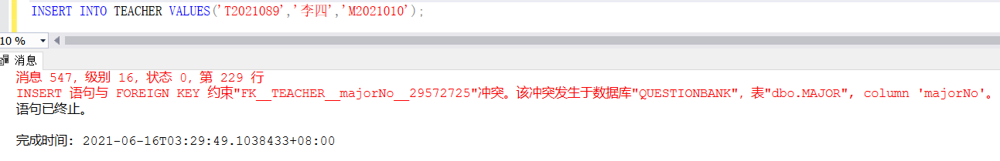 INSERT INTO TEACHER VALUES('T2021089','李四','M2021010');
10 %
消息
消息 547，级别 16，状态 0，第 229 行
INSERT 语句与 FOREIGN KEY 约束"FK__TEACHER__majorNo__29572725"冲突。该冲突发生于数据库"QUESTIONBANK"，表"dbo.MAJOR", column 'majorNo'。
语句已终止。
完成时间: 2021-06-16T03:29:49.1038433+08:00